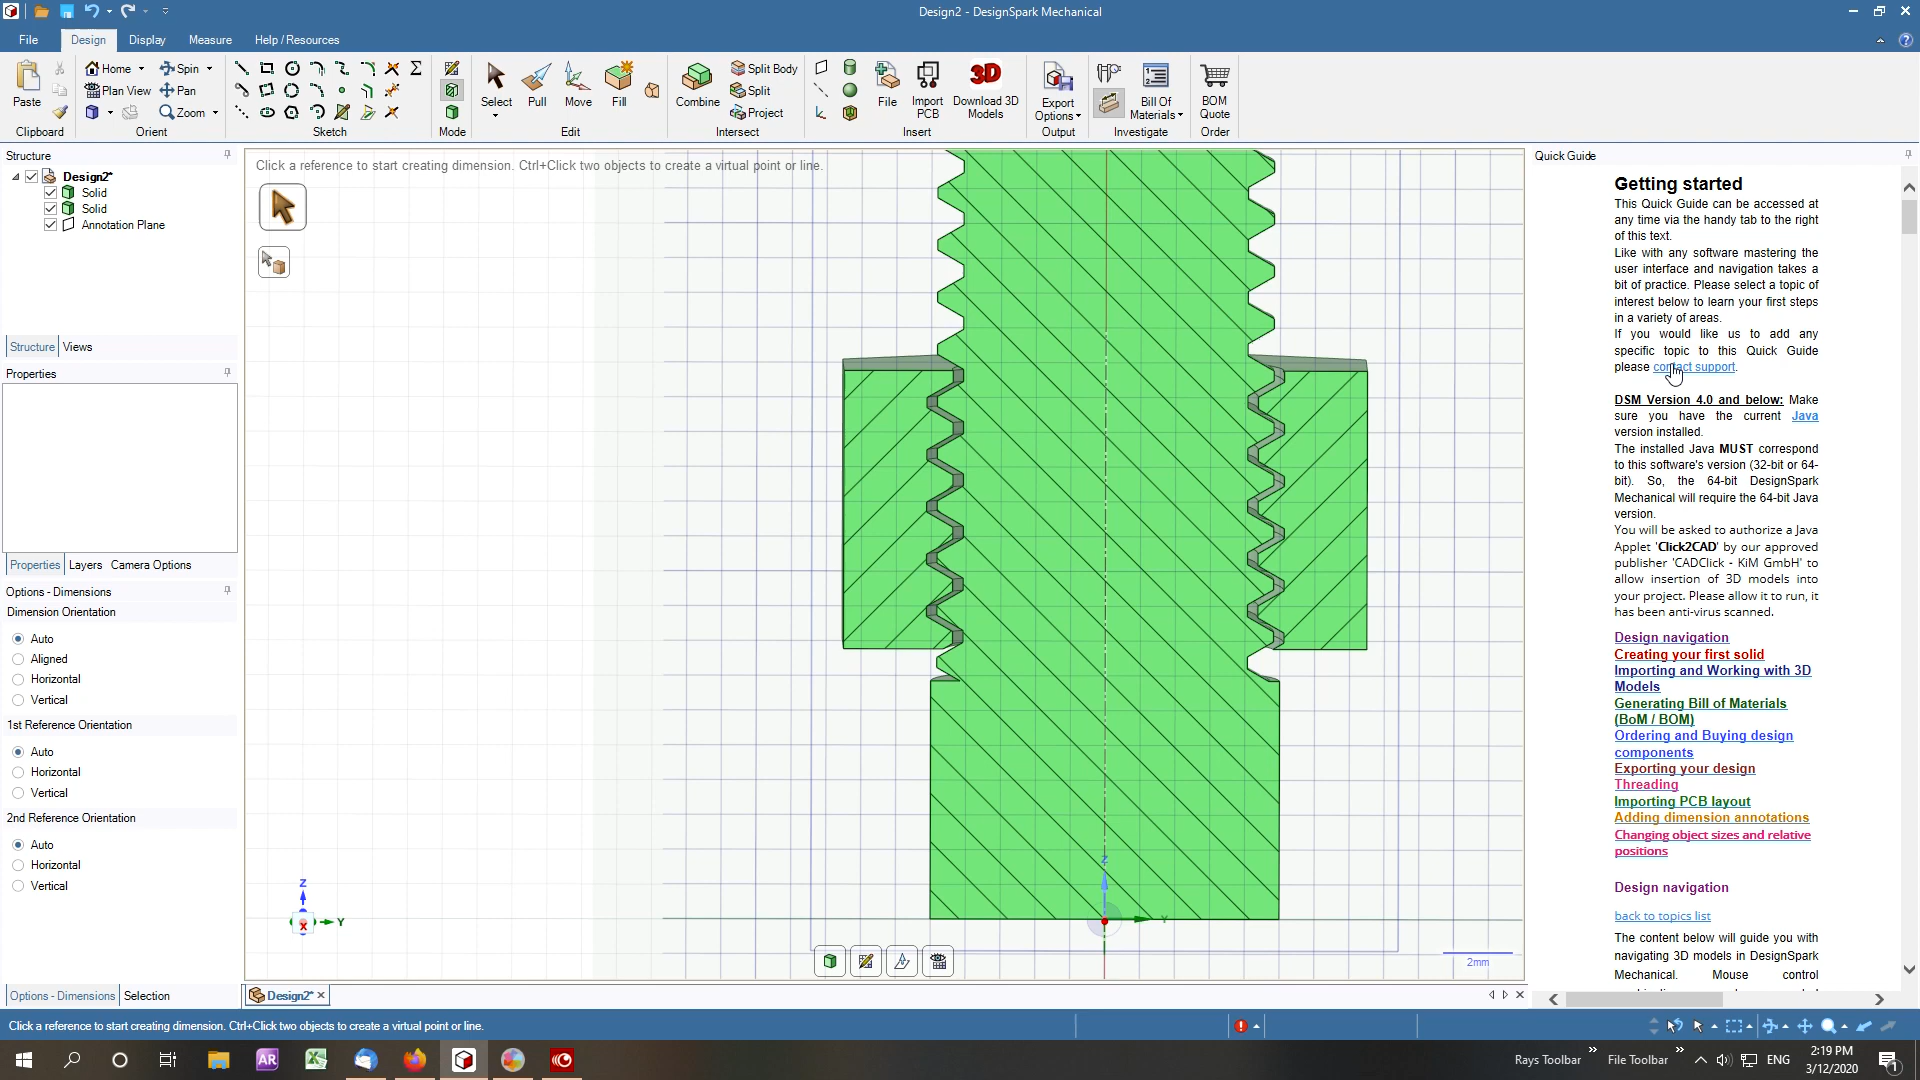 Design2 - DesignSpark Mechanical
File
Design
Display
Measure
Help / Resources
Paste
Clipboard
Home
Plan View
Spin
Pan
Zoom
Orient
Sketch
Mode
Select
Pull
Move
Fill
Edit
Combine
Split Body
Split
Project
Intersect
File
Import
PCB
3D
Download 3D
Models
Insert
Export
Options
Output
Bill Of
Materials
Investigate
BOM
Quote
Order
Structure
Design2*
Solid
Solid
Annotation Plane
Structure
Views
Properties
Properties
Layers
Camera Options
Options - Dimensions
Dimension Orientation
Auto
Aligned
Horizontal
Vertical
1st Reference Orientation
Auto
Horizontal
Vertical
2nd Reference Orientation
Auto
Horizontal
Vertical
Options - Dimensions
Selection
Click a reference to start creating dimension. Ctrl+Click two objects to create a virtual point or line.
Z
Y
X
Z
Y
2mm
Design2*
Quick Guide
Getting started
This Quick Guide can be accessed at
any time via the handy tab to the right
of this text.
Like with any software mastering the
user interface and navigation takes a
bit of practice. Please select a topic of
interest below to learn your first steps
in a variety of areas.
If you would like us to add any
specific topic to this Quick Guide
please contact support.
DSM Version 4.0 and below: Make
sure you have the current Java
version installed.
The installed Java MUST correspond
to this software's version (32-bit or 64-
bit). So, the 64-bit DesignSpark
Mechanical will require the 64-bit Java
version.
You will be asked to authorize a Java
Applet 'Click2CAD' by our approved
publisher 'CADClick - KiM GmbH' to
allow insertion of 3D models into
your project. Please allow it to run, it
has been anti-virus scanned.
Design navigation
Creating your first solid
Importing and Working with 3D
Models
Generating Bill of Materials
(BoM / BOM)
Ordering and Buying design
components
Exporting your design
Threading
Importing PCB layout
Adding dimension annotations
Changing object sizes and relative
positions
Design navigation
back to topics list
The content below will guide you with
navigating 3D models in DesignSpark
Mechanical. Mouse control
Click a reference to start creating dimension. Ctrl+Click two objects to create a virtual point or line.
AR
Rays Toolbar
File Toolbar
ENG
2:19 PM
3/12/2020
1